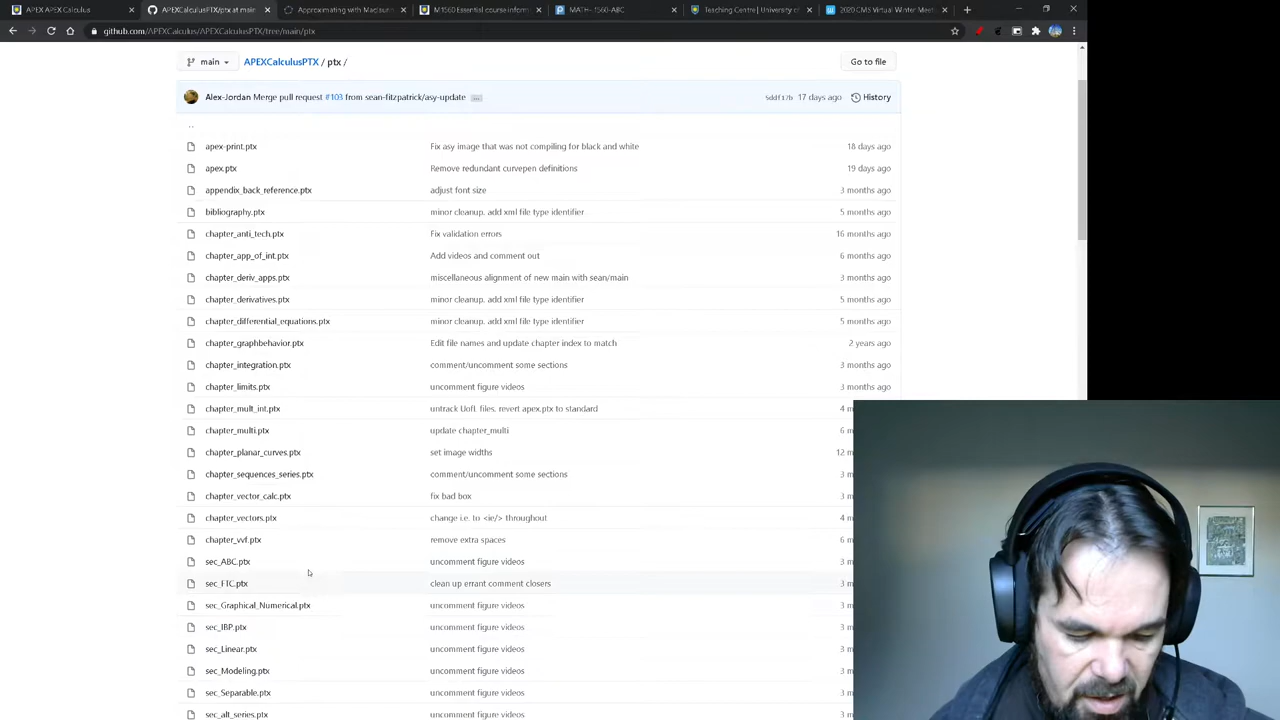 APEX APEX Calculus
APEXCalculusPTX/ptx at main
Approximating with Maclaurin
M1560 Essential course inform
MATH-1560-ABC
Teaching Centre | University of
2020 CMS Virtual Winter Meet
github.com/APEXCalculusPTX/APEXCalculusPTX/tree/main/ptx
main APEXCalculusPTX / ptx / Go to file
Alex-Jordan Merge pull request #103 from sean-fitzpatrick/asy-update ... 17 days ago History
..
apex-print.ptx Fix asy image that was not compiling for black and white 18 days ago
apex.ptx Remove redundant curvepen definitions 19 days ago
appendix_back_reference.ptx adjust font size 3 months ago
bibliography.ptx minor cleanup. add xml file type identifier 5 months ago
chapter_anti_tech.ptx Fix validation errors 16 months ago
chapter_app_of_int.ptx Add videos and comment out 6 months ago
chapter_deriv_apps.ptx miscellaneous alignment of new main with sean/main 3 months ago
chapter_derivatives.ptx minor cleanup. add xml file type identifier 5 months ago
chapter_differential_equations.ptx minor cleanup. add xml file type identifier 5 months ago
chapter_graphbehavior.ptx Edit file names and update chapter index to match 2 years ago
chapter_integration.ptx comment/uncomment some sections 3 months ago
chapter_limits.ptx uncomment figure videos 3 months ago
chapter_mult_int.ptx untrack UofL files. revert apex.ptx to standard 4 m
chapter_multi.ptx update chapter_multi 6 m
chapter_planar_curves.ptx set image widths 12 m
chapter_sequences_series.ptx comment/uncomment some sections 3 m
chapter_vector_calc.ptx fix bad box 3 m
chapter_vectors.ptx change i.e. to <ie/> throughout 4 m
chapter_vvf.ptx remove extra spaces 6 m
sec_ABC.ptx uncomment figure videos 3 m
sec_FTC.ptx clean up errant comment closers 3 m
sec_Graphical_Numerical.ptx uncomment figure videos 3 m
sec_IBP.ptx uncomment figure videos 3 m
sec_Linear.ptx uncomment figure videos 3 m
sec_Modeling.ptx uncomment figure videos 3 m
sec_Separable.ptx uncomment figure videos 3 m
sec_alt_series.ptx uncomment figure videos 3 m